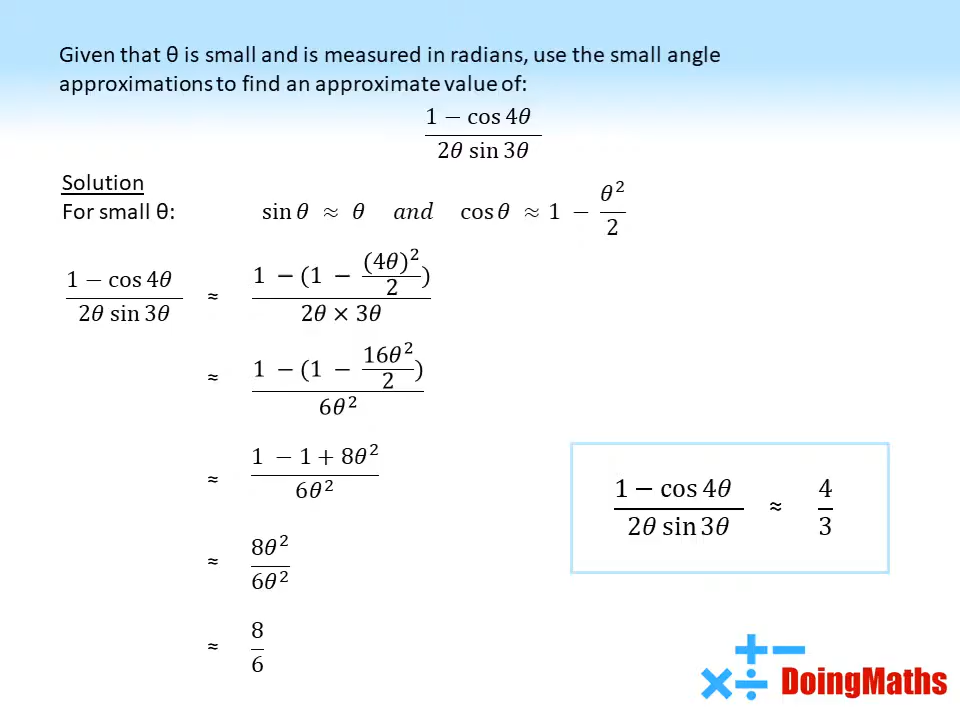 Given that θ is small and is measured in radians, use the small angle
approximations to find an approximate value of:
1 − cos 4θ
2θ sin 3θ
Solution
For small θ: sin θ ≈ θ and cos θ ≈ 1 − θ²/2
(1 − cos 4θ)/(2θ sin 3θ) ≈ (1 − (1 − (4θ)²/2))/(2θ × 3θ)
≈ (1 − (1 − 16θ²/2))/(6θ²)
≈ (1 − 1 + 8θ²)/(6θ²)
≈ 8θ²/6θ²
≈ 8/6
(1 − cos 4θ)/(2θ sin 3θ) ≈ 4/3
+ −
× ÷ DoingMaths